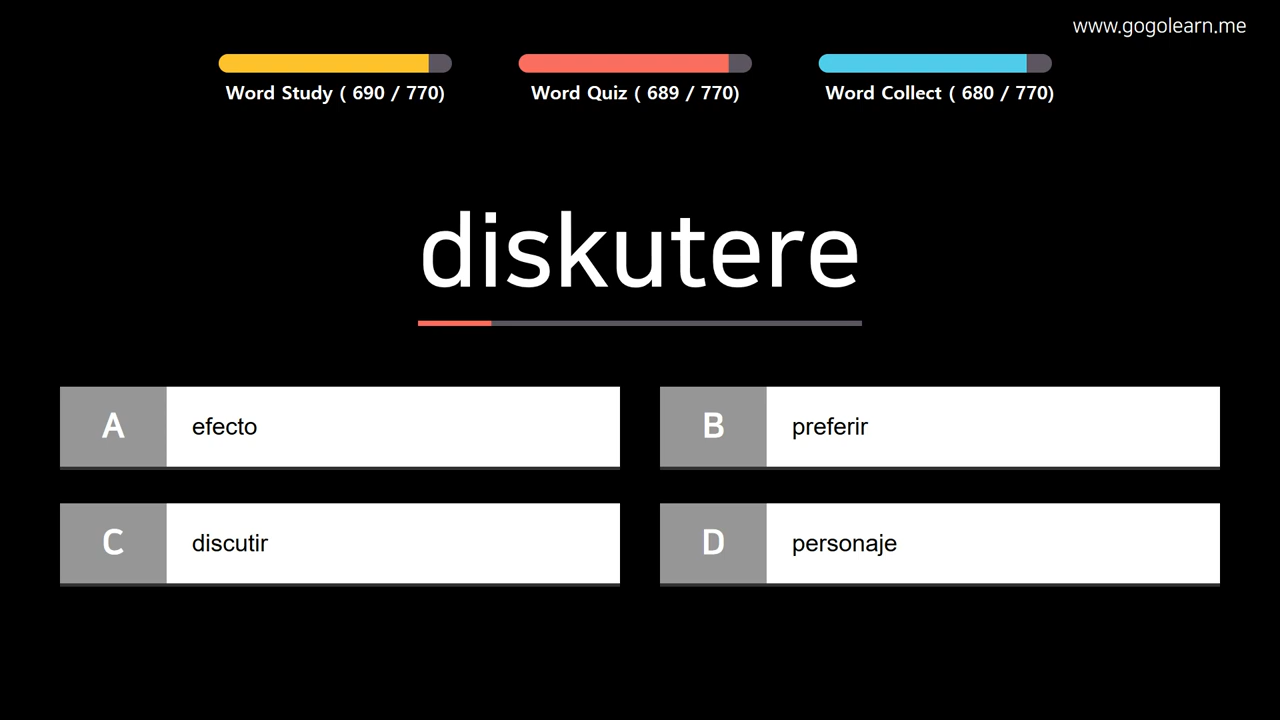 www.gogolearn.me
Word Study ( 690 / 770)
Word Quiz ( 689 / 770)
Word Collect ( 680 / 770)
diskutere
A efecto
B preferir
C discutir
D personaje